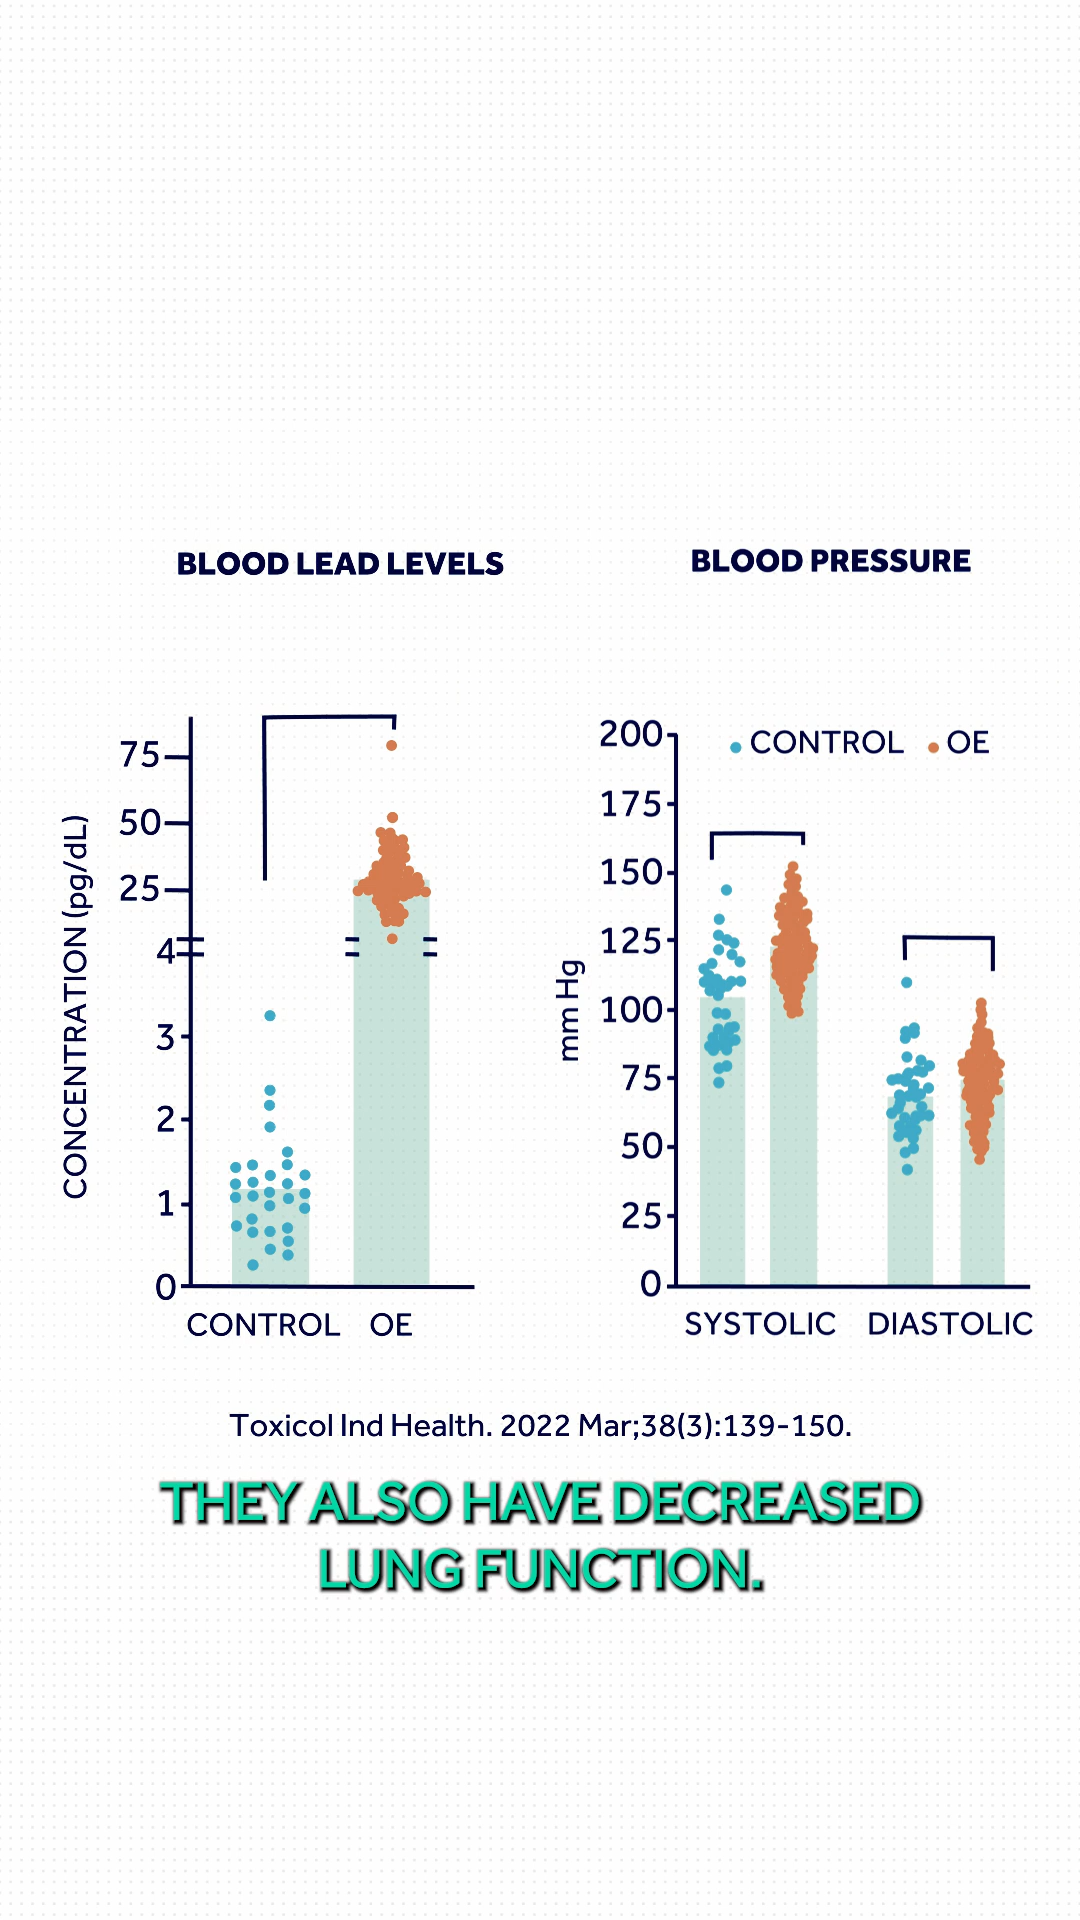 BLOOD LEAD LEVELS
BLOOD PRESSURE
CONCENTRATION (pg/dL)
75
50
25
4
3
2
1
0
CONTROL OE
mm Hg
200
175
150
125
100
75
50
25
0
CONTROL OE
SYSTOLIC DIASTOLIC
Toxicol Ind Health. 2022 Mar;38(3):139-150.
THEY ALSO HAVE DECREASED
LUNG FUNCTION.